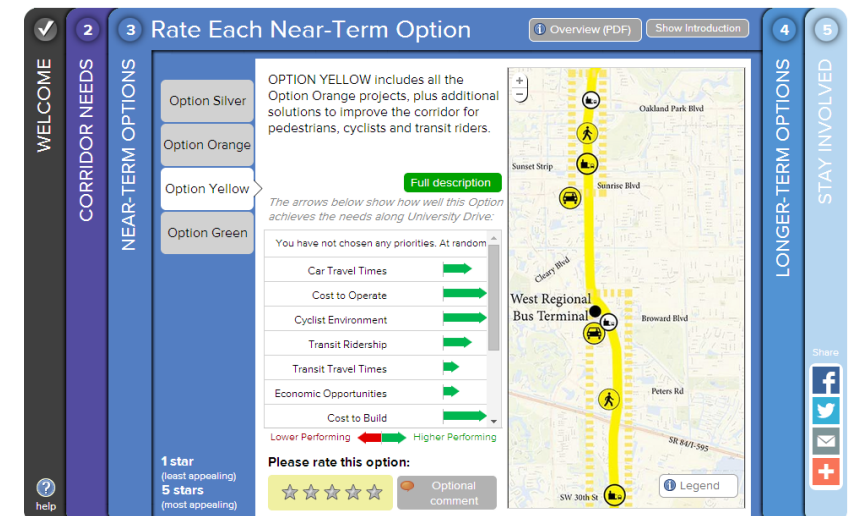 WELCOME
help
2
CORRIDOR NEEDS
3
NEAR-TERM OPTIONS
Rate Each Near-Term Option
Overview (PDF)
Show Introduction
Option Silver
Option Orange
Option Yellow
Option Green
1 star
(least appealing)
5 stars
(most appealing)
OPTION YELLOW includes all the
Option Orange projects, plus additional
solutions to improve the corridor for
pedestrians, cyclists and transit riders.
Full description
The arrows below show how well this Option
achieves the needs along University Drive:
You have not chosen any priorities. At random
Car Travel Times
Cost to Operate
Cyclist Environment
Transit Ridership
Transit Travel Times
Economic Opportunities
Cost to Build
Lower Performing
Higher Performing
Please rate this option:
Optional
comment
+
−
Oakland Park Blvd
Sunset Strip
Sunrise Blvd
Cleary Blvd
West Regional
Bus Terminal
Broward Blvd
Peters Rd
SR 84/I-595
SW 30th St
Legend
4
LONGER-TERM OPTIONS
5
STAY INVOLVED
Share